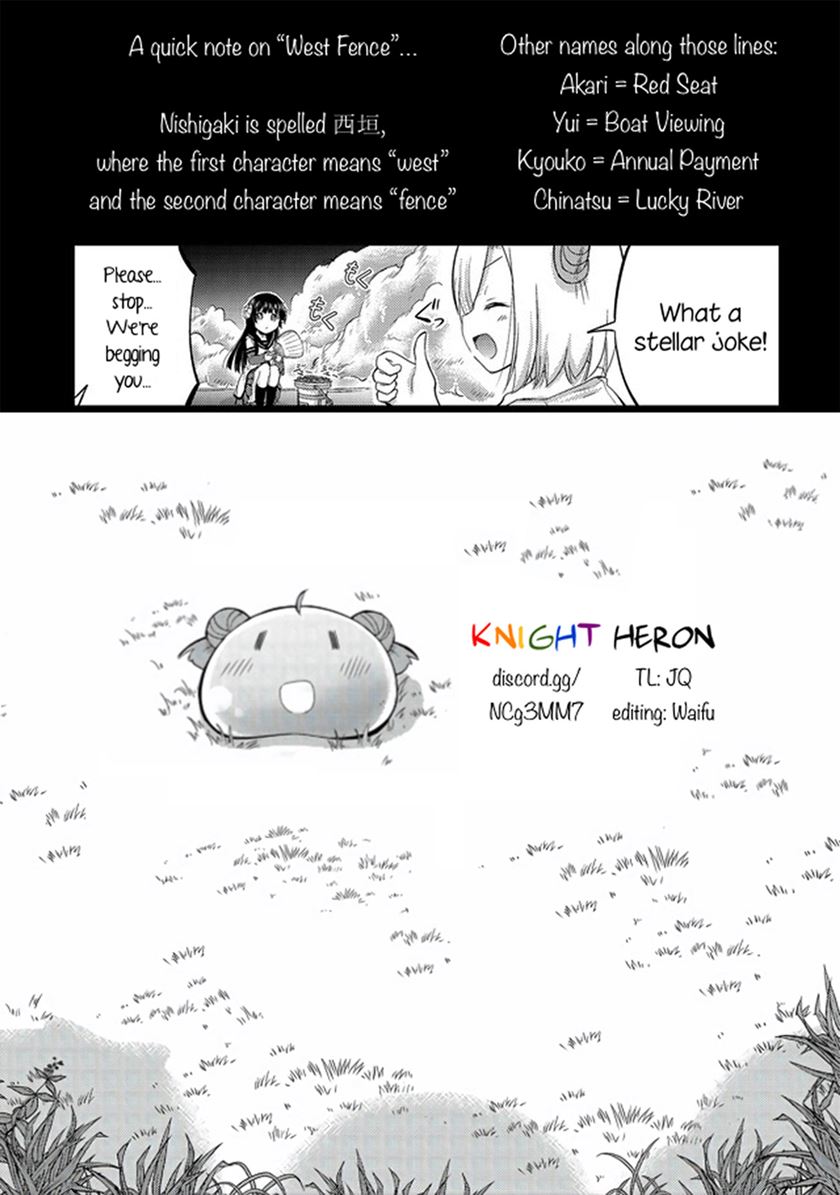 A quick note on “West Fence”...
Nishigaki is spelled 西垣,
where the first character means “west”
and the second character means “fence”
Other names along those lines:
Akari = Red Seat
Yui = Boat Viewing
Kyouko = Annual Payment
Chinatsu = Lucky River
What a
stellar joke!
ぐっ
もく
もく
Please...
stop...
We're
begging
you...
KNIGHT HERON
discord.gg/
NCg3MM7
TL: JQ
editing: Waifu